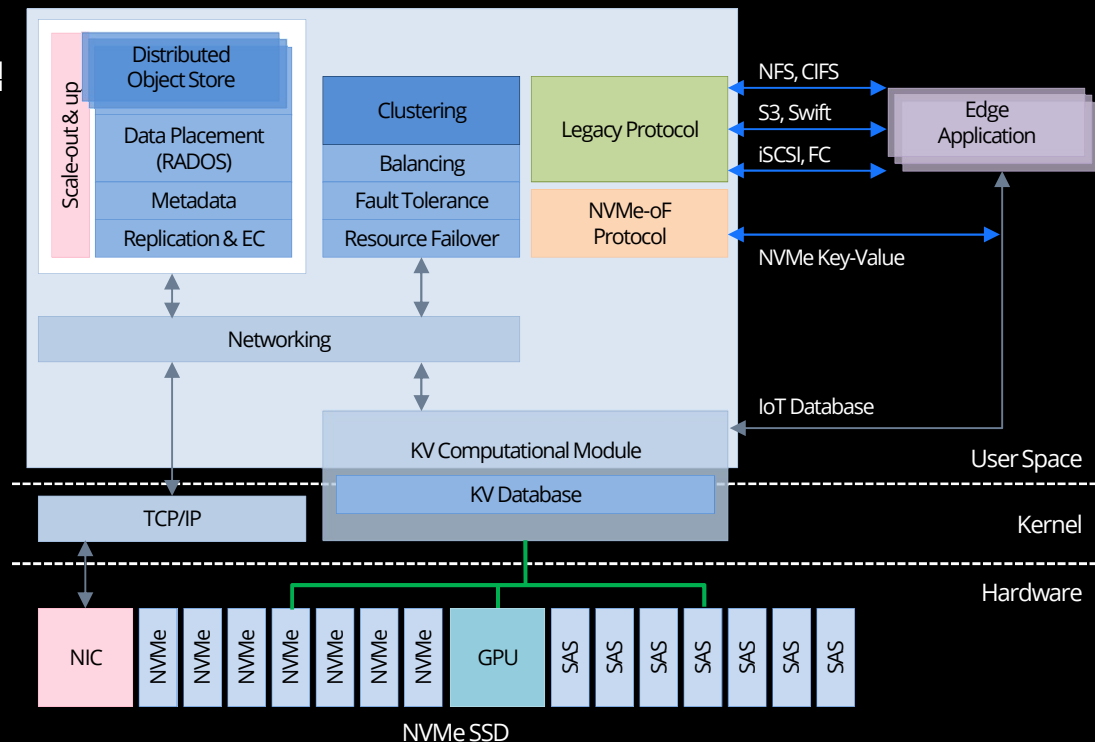 Scale-out & up
Distributed
Object Store
Data Placement
(RADOS)
Metadata
Replication & EC
Clustering
Balancing
Fault Tolerance
Resource Failover
Legacy Protocol
NVMe-oF
Protocol
NFS, CIFS
S3, Swift
iSCSI, FC
NVMe Key-Value
Edge
Application
Networking
IoT Database
KV Computational Module
KV Database
User Space
TCP/IP
Kernel
Hardware
NIC
NVMe
NVMe
NVMe
NVMe
NVMe
NVMe
NVMe
GPU
SAS
SAS
SAS
SAS
SAS
SAS
SAS
NVMe SSD